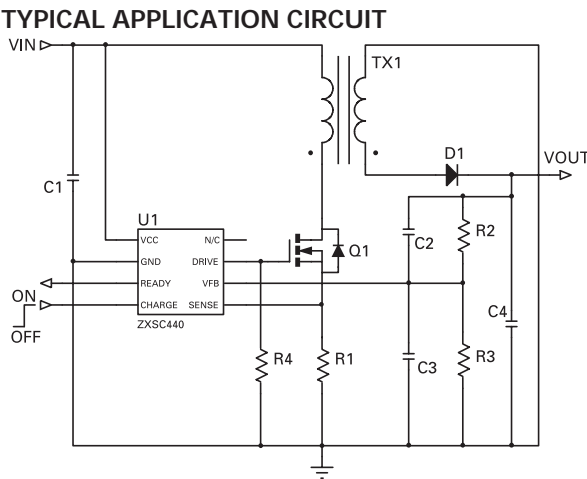 TYPICAL APPLICATION CIRCUIT
VIN
TX1
D1
VOUT
C1
U1
VCC N/C
GND DRIVE
READY VFB
CHARGE SENSE
ZXSC440
Q1
C2
R2
ON
OFF
C4
R4
R1
C3
R3